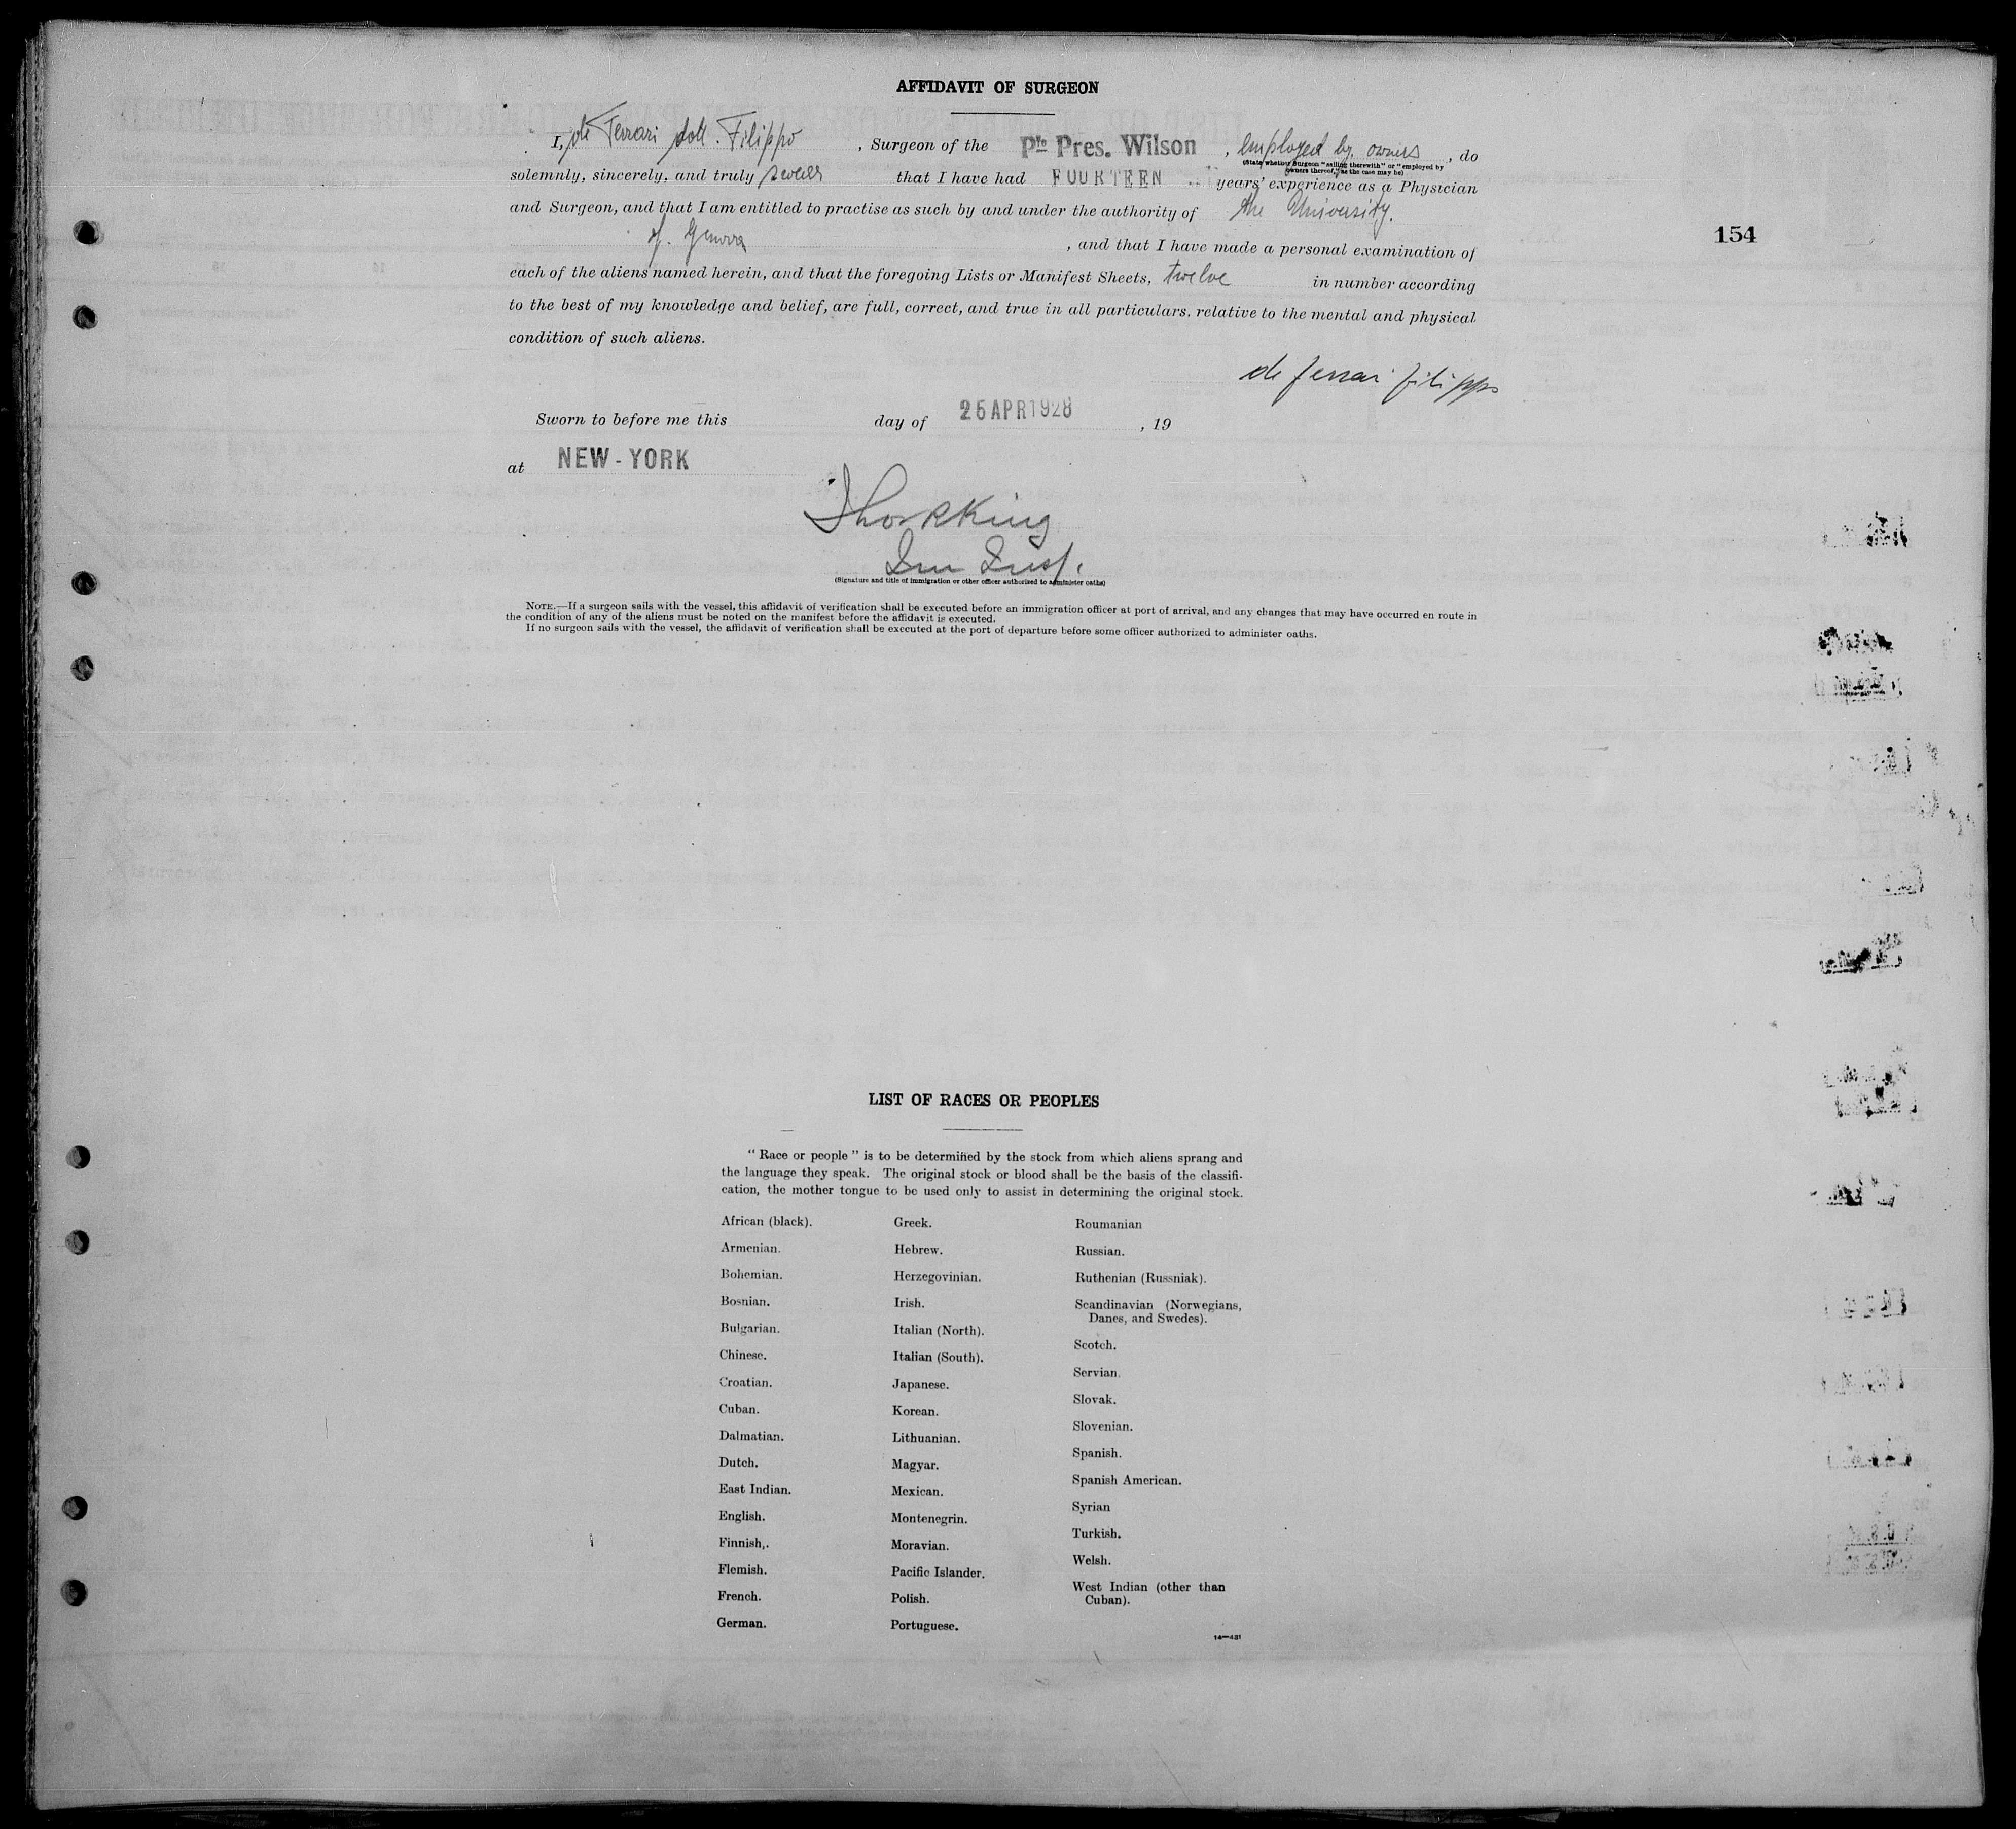 AFFIDAVIT OF SURGEON
154
I, de Ferrari dott. Filippo, Surgeon of the Pfo Pres. Wilson, employed by owners, do
(State whether Surgeon "sailing therewith" or "employed by
owners thereof," as the case may be)
solemnly, sincerely, and truly swear that I have had FOURTEEN years' experience as a Physician
and Surgeon, and that I am entitled to practise as such by and under the authority of the University.
of Genova, and that I have made a personal examination of
each of the aliens named herein, and that the foregoing Lists or Manifest Sheets, twelve in number according
to the best of my knowledge and belief, are full, correct, and true in all particulars, relative to the mental and physical
condition of such aliens.
de ferrari filippo
Sworn to before me this day of 25 APR 1928, 19
at NEW-YORK
Imm Insp.
(Signature and title of immigration or other officer authorized to administer oaths)
NOTE.—If a surgeon sails with the vessel, this affidavit of verification shall be executed before an immigration officer at port of arrival, and any changes that may have occurred en route in
the condition of any of the aliens must be noted on the manifest before the affidavit is executed.
If no surgeon sails with the vessel, the affidavit of verification shall be executed at the port of departure before some officer authorized to administer oaths.
LIST OF RACES OR PEOPLES
"Race or people" is to be determined by the stock from which aliens sprang and
the language they speak. The original stock or blood shall be the basis of the classifi-
cation, the mother tongue to be used only to assist in determining the original stock.
African (black).
Armenian.
Bohemian.
Bosnian.
Bulgarian.
Chinese.
Croatian.
Cuban.
Dalmatian.
Dutch.
East Indian.
English.
Finnish,.
Flemish.
French.
German.
Greek.
Hebrew.
Herzegovinian.
Irish.
Italian (North).
Italian (South).
Japanese.
Korean.
Lithuanian.
Magyar.
Mexican.
Montenegrin.
Moravian.
Pacific Islander.
Polish.
Portuguese.
Roumanian
Russian.
Ruthenian (Russniak).
Scandinavian (Norwegians,
Danes, and Swedes).
Scotch.
Servian.
Slovak.
Slovenian.
Spanish.
Spanish American.
Syrian
Turkish.
Welsh.
West Indian (other than
Cuban).
14—431